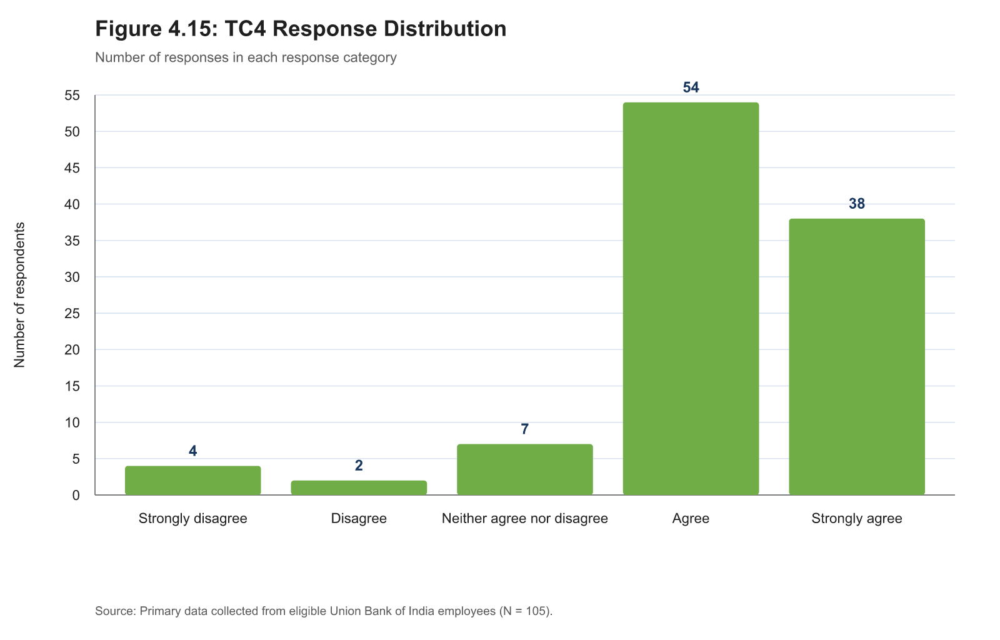 Figure 4.15: TC4 Response Distribution
Number of responses in each response category
54
55
50
45
38
40
35
30
25
20
15
7
10
4
5
2
0
Number of respondents
Strongly disagree
Disagree
Neither agree nor disagree
Agree
Strongly agree
Source: Primary data collected from eligible Union Bank of India employees (N = 105).